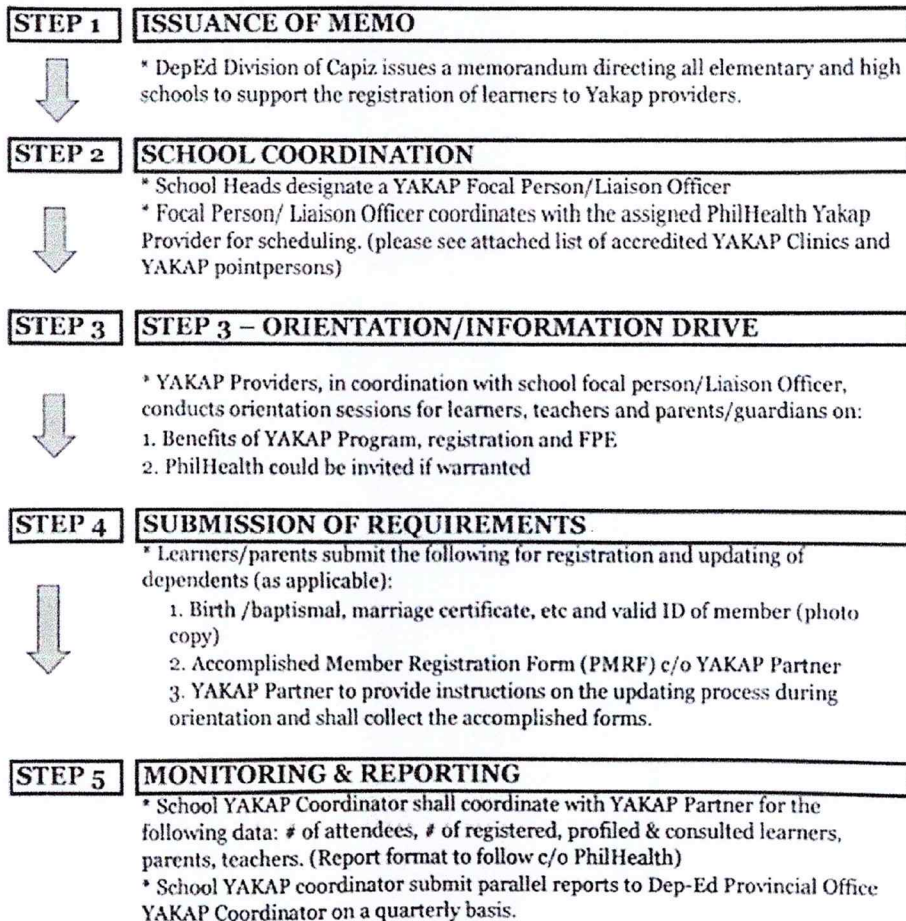 STEP 1 ISSUANCE OF MEMO
* DepEd Division of Capiz issues a memorandum directing all elementary and high
schools to support the registration of learners to Yakap providers.
STEP 2 SCHOOL COORDINATION
* School Heads designate a YAKAP Focal Person/Liaison Officer
* Focal Person/ Liaison Officer coordinates with the assigned PhilHealth Yakap
Provider for scheduling. (please see attached list of accredited YAKAP Clinics and
YAKAP pointpersons)
STEP 3 STEP 3 – ORIENTATION/INFORMATION DRIVE
* YAKAP Providers, in coordination with school focal person/Liaison Officer,
conducts orientation sessions for learners, teachers and parents/guardians on:
1. Benefits of YAKAP Program, registration and FPE
2. PhilHealth could be invited if warranted
STEP 4 SUBMISSION OF REQUIREMENTS
* Learners/parents submit the following for registration and updating of
dependents (as applicable):
1. Birth /baptismal, marriage certificate, etc and valid ID of member (photo
copy)
2. Accomplished Member Registration Form (PMRF) c/o YAKAP Partner
3. YAKAP Partner to provide instructions on the updating process during
orientation and shall collect the accomplished forms.
STEP 5 MONITORING & REPORTING
* School YAKAP Coordinator shall coordinate with YAKAP Partner for the
following data: # of attendees, # of registered, profiled & consulted learners,
parents, teachers. (Report format to follow c/o PhilHealth)
* School YAKAP coordinator submit parallel reports to Dep-Ed Provincial Office
YAKAP Coordinator on a quarterly basis.